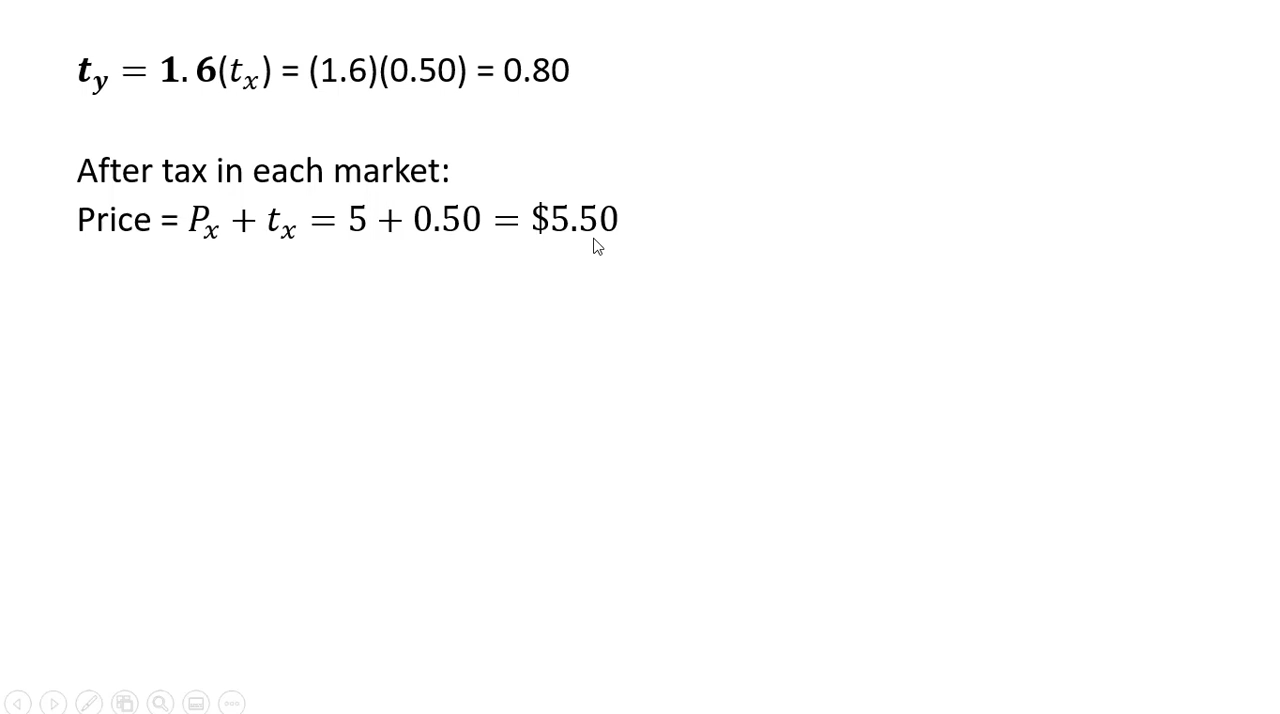 t_y = 1.6(t_x) = (1.6)(0.50) = 0.80
After tax in each market:
Price = P_x + t_x = 5 + 0.50 = $5.50